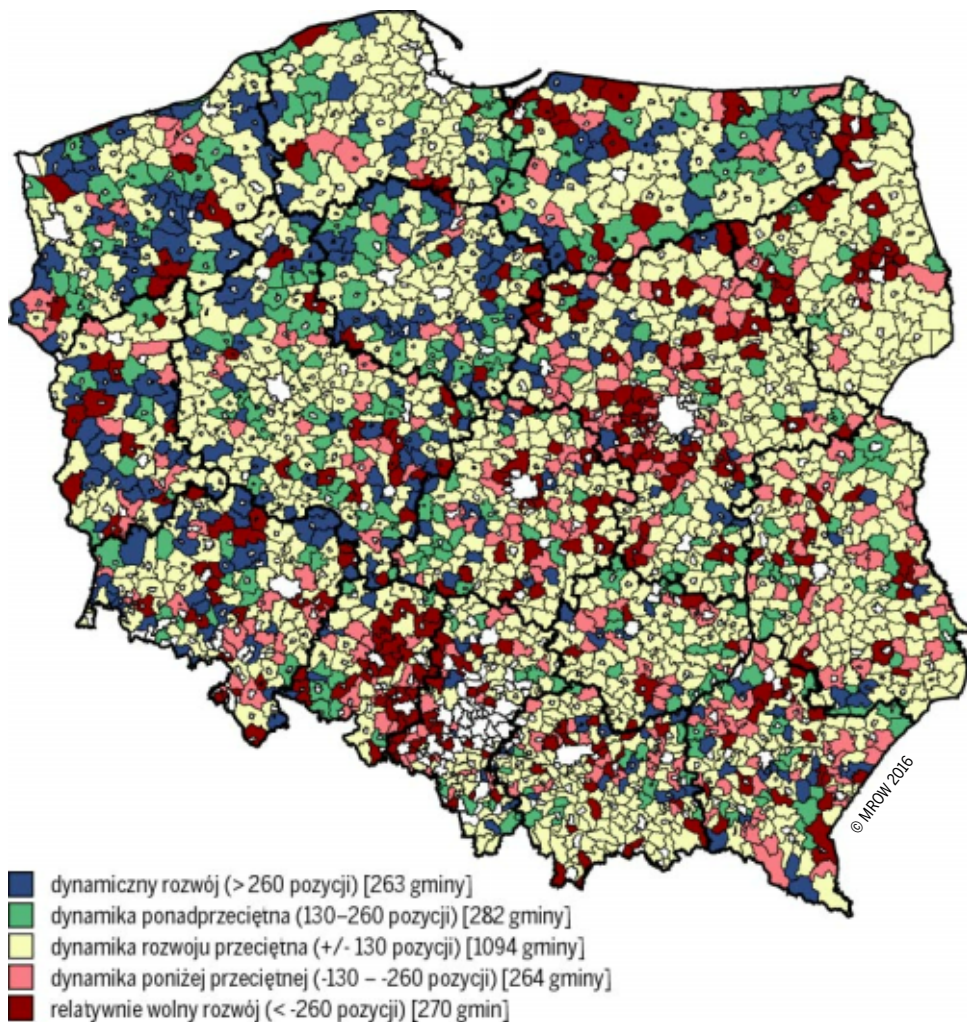 © MROW 2016
dynamiczny rozwój (> 260 pozycji) [263 gminy]
dynamika ponadprzeciętna (130–260 pozycji) [282 gminy]
dynamika rozwoju przeciętna (+/- 130 pozycji) [1094 gminy]
dynamika poniżej przeciętnej (-130 – -260 pozycji) [264 gminy]
relatywnie wolny rozwój (< -260 pozycji) [270 gmin]